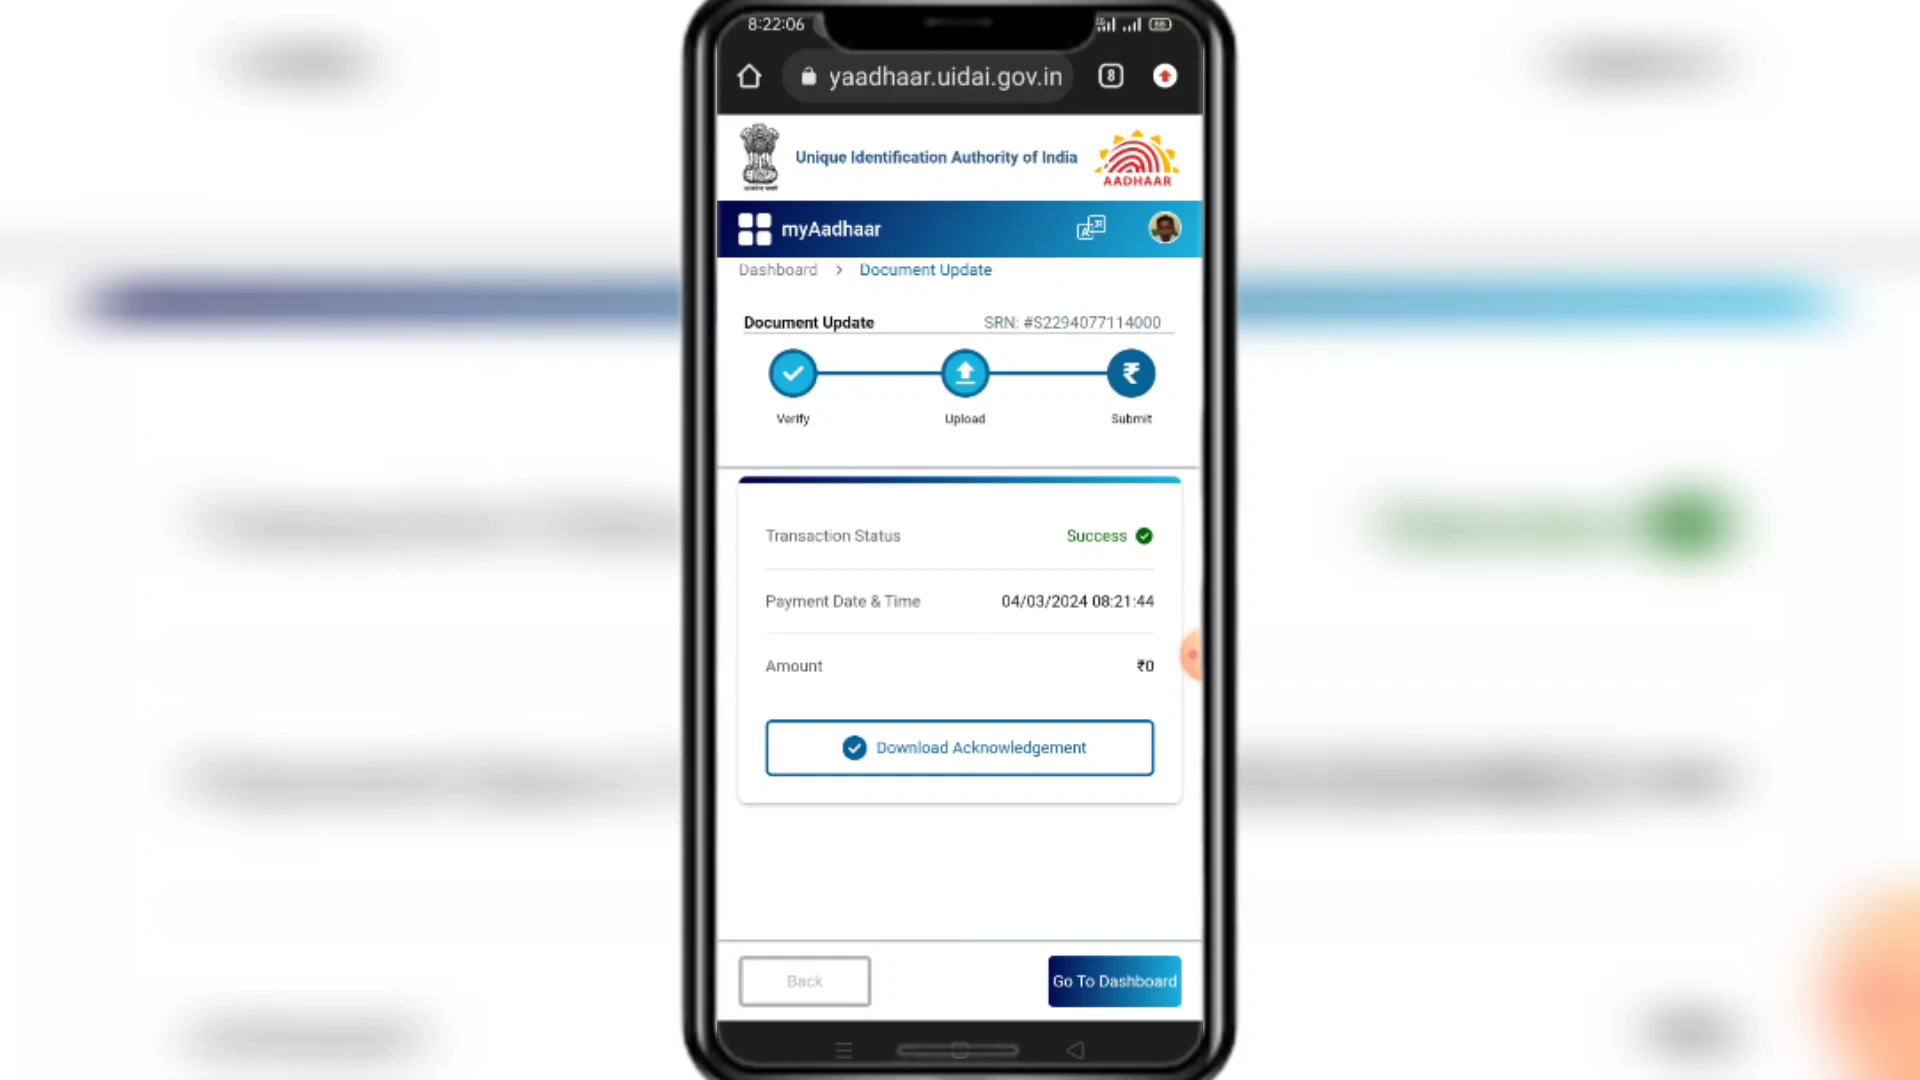 8:22:06
86
yaadhaar.uidai.gov.in
8
Unique Identification Authority of India
AADHAAR
myAadhaar
Dashboard > Document Update
Document Update SRN: #S2294077114000
Verify Upload Submit
Transaction Status Success
Payment Date & Time 04/03/2024 08:21:44
Amount ₹0
Download Acknowledgement
Back Go To Dashboard